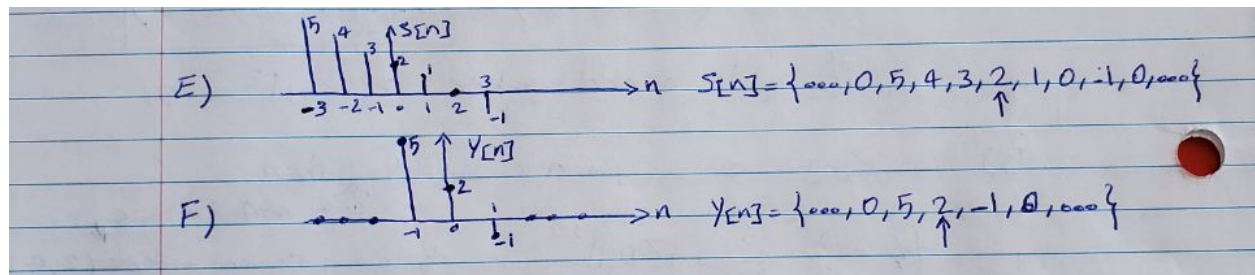 5 4 3 S[n] 2 1 3
E) n S[n] = {..., 0, 5, 4, 3, 2, 1, 0, -1, 0, ...}
-3 -2 -1 0 1 2 -1 ↑
5 Y[n]
2 1
F) n Y[n] = {..., 0, 5, 2, -1, 0, ...}
-1 0 -1 ↑